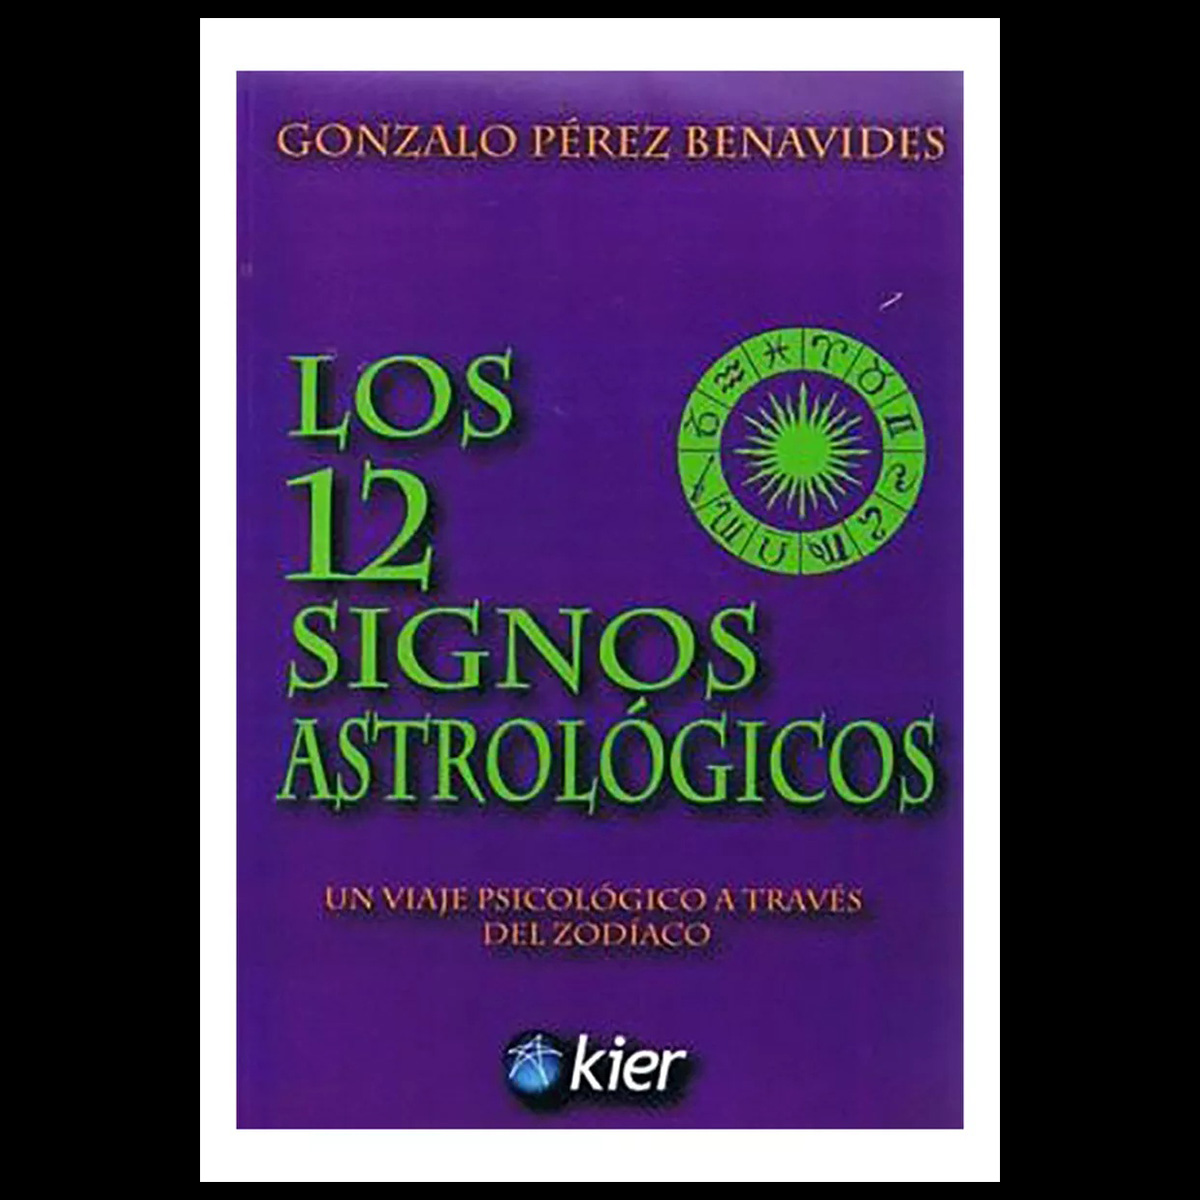 GONZALO PÉREZ BENAVIDES
LOS
12
SIGNOS
ASTROLÓGICOS
UN VIAJE PSICOLÓGICO A TRAVÉS
DEL ZODÍACO
kier